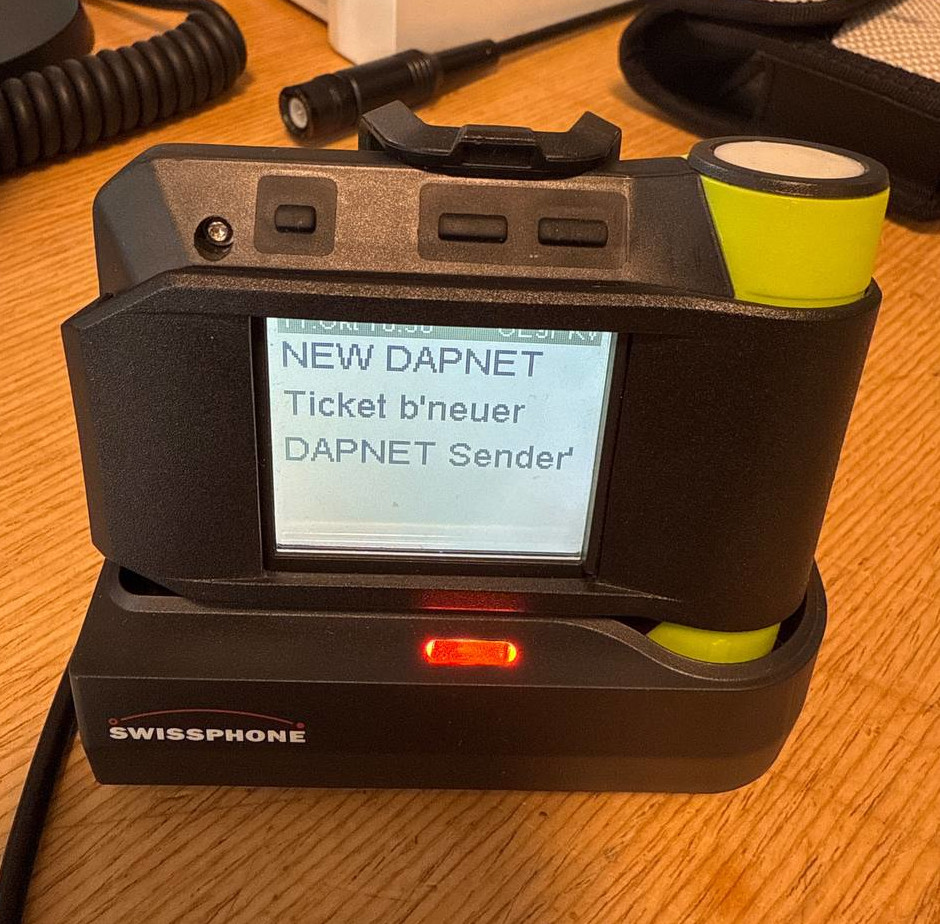 NEW DAPNET
Ticket b'neuer
DAPNET Sender'
SWISSPHONE